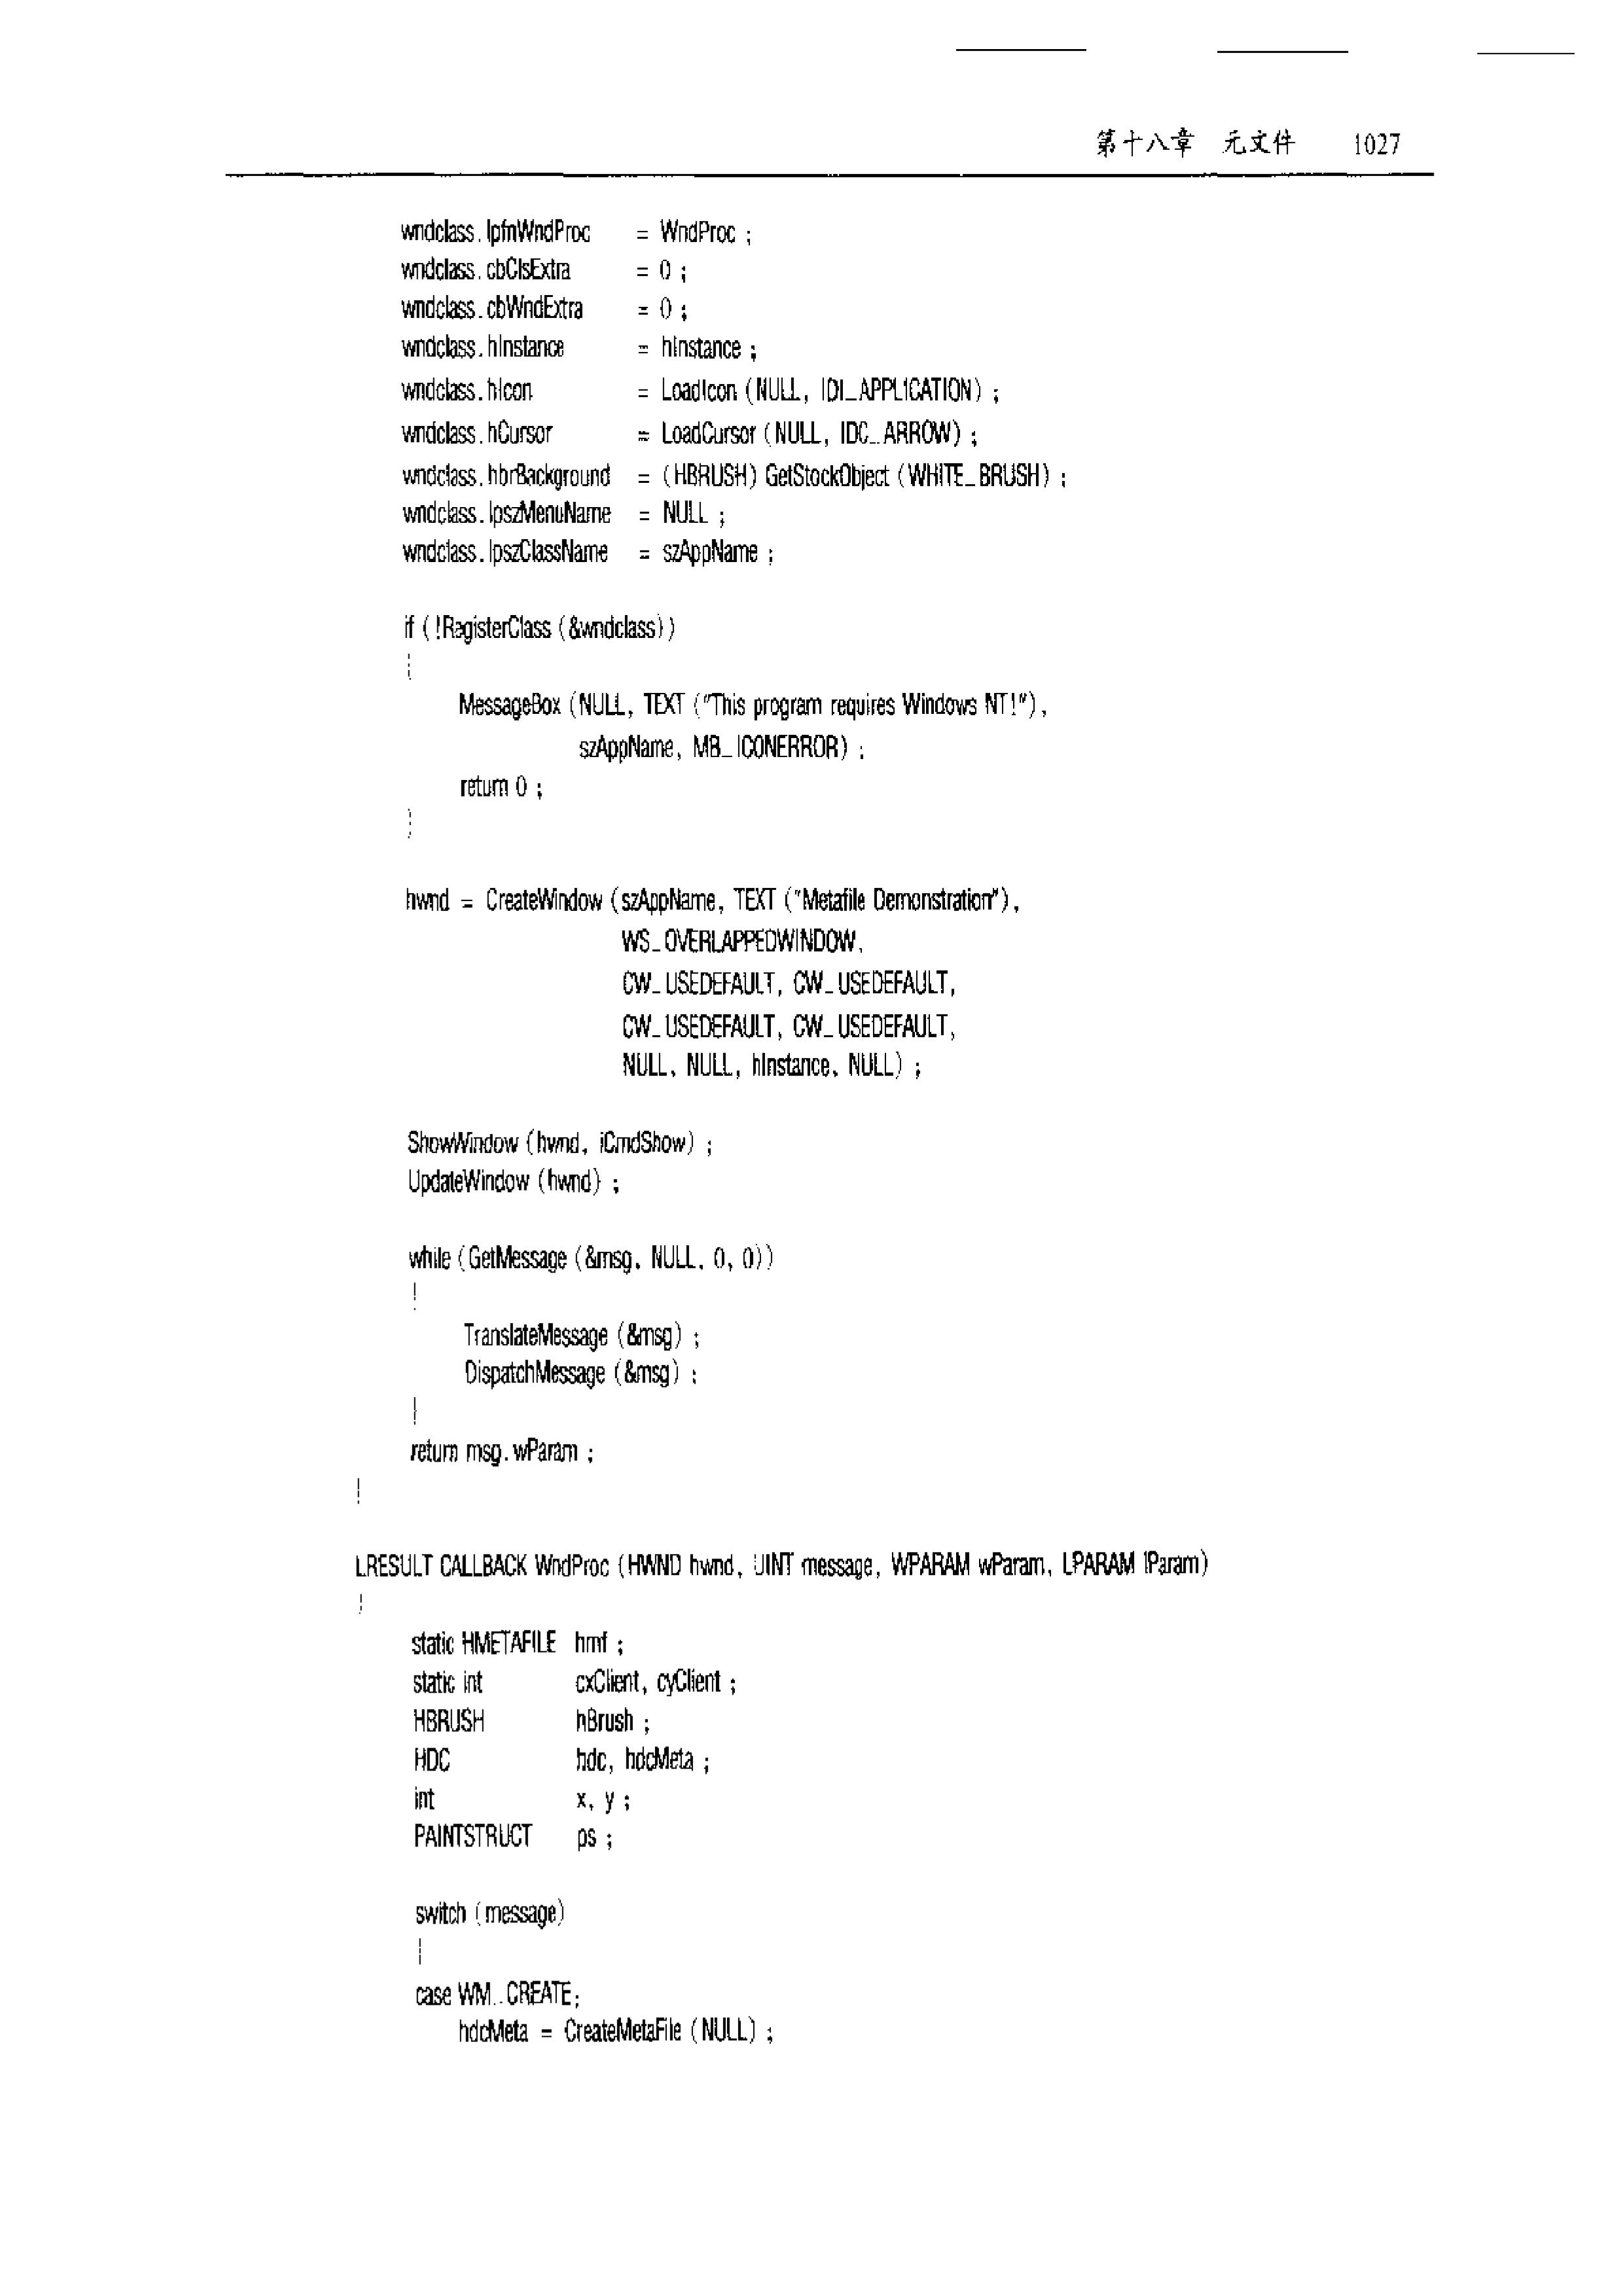 第十八章 元文件 1027
wndclass.lpfnWndProc = WndProc ;
wndclass.cbClsExtra = 0 ;
wndclass.cbWndExtra = 0 ;
wndclass.hInstance = hInstance ;
wndclass.hIcon = LoadIcon (NULL, IDI_APPLICATION) ;
wndclass.hCursor = LoadCursor (NULL, IDC_ARROW) ;
wndclass.hbrBackground = (HBRUSH) GetStockObject (WHITE_BRUSH) ;
wndclass.lpszMenuName = NULL ;
wndclass.lpszClassName = szAppName ;
if (!RegisterClass (&wndclass))
{
MessageBox (NULL, TEXT ("This program requires Windows NT!"),
szAppName, MB_ICONERROR) ;
return 0 ;
}
hwnd = CreateWindow (szAppName, TEXT ("Metafile Demonstration"),
WS_OVERLAPPEDWINDOW,
CW_USEDEFAULT, CW_USEDEFAULT,
CW_USEDEFAULT, CW_USEDEFAULT,
NULL, NULL, hInstance, NULL) ;
ShowWindow (hwnd, iCmdShow) ;
UpdateWindow (hwnd) ;
while (GetMessage (&msg, NULL, 0, 0))
{
TranslateMessage (&msg) ;
DispatchMessage (&msg) ;
}
return msg.wParam ;
}
LRESULT CALLBACK WndProc (HWND hwnd, UINT message, WPARAM wParam, LPARAM lParam)
{
static HMETAFILE hmf ;
static int cxClient, cyClient ;
HBRUSH hBrush ;
HDC hdc, hdcMeta ;
int x, y ;
PAINTSTRUCT ps ;
switch (message)
{
case WM_CREATE:
hdcMeta = CreateMetaFile (NULL) ;